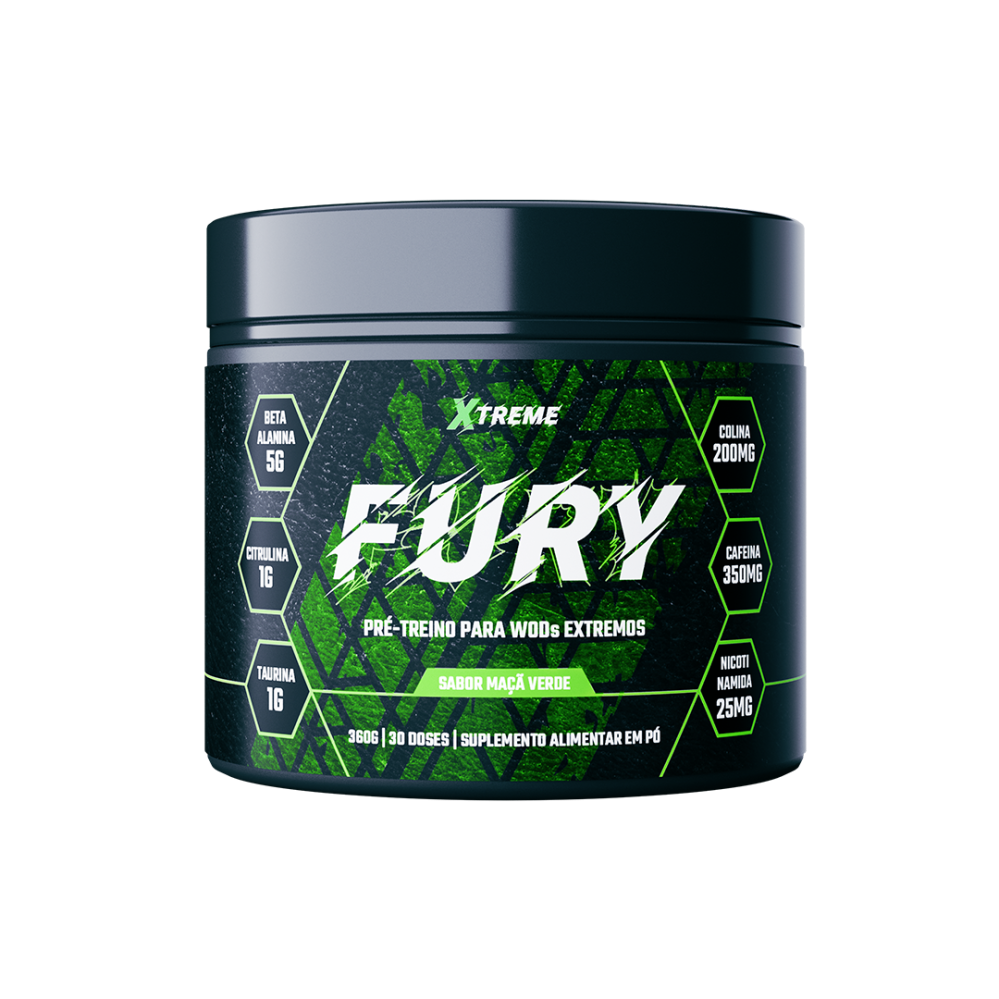 XTREME
FURY
PRÉ-TREINO PARA WODs EXTREMOS
SABOR MAÇÃ VERDE
360G | 30 DOSES | SUPLEMENTO ALIMENTAR EM PÓ
BETA
ALANINA
5G
CITRULINA
1G
TAURINA
1G
COLINA
200MG
CAFEINA
350MG
NICOTI
NAMIDA
25MG